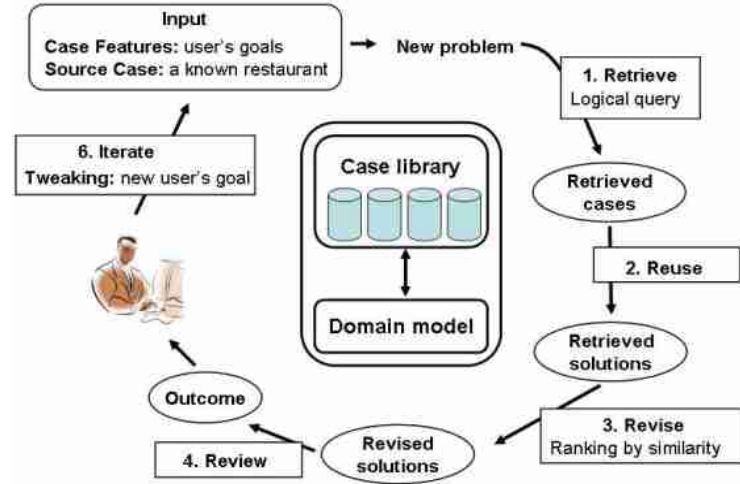 Input
Case Features: user's goals
Source Case: a known restaurant
New problem
1. Retrieve
Logical query
Retrieved
cases
2. Reuse
Retrieved
solutions
3. Revise
Ranking by similarity
Revised
solutions
4. Review
Outcome
6. Iterate
Tweaking: new user's goal
Case library
Domain model